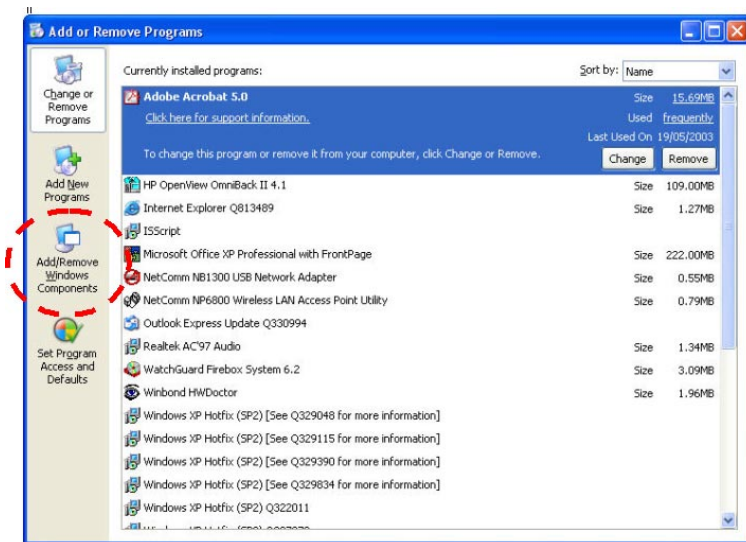 Add or Remove Programs
Change or
Remove
Programs
Add New
Programs
Add/Remove
Windows
Components
Set Program
Access and
Defaults
Currently installed programs:
Sort by: Name
Adobe Acrobat 5.0 Size 15.69MB
Click here for support information. Used frequently
Last Used On 19/05/2003
To change this program or remove it from your computer, click Change or Remove. Change Remove
HP OpenView OmniBack II 4.1 Size 109.00MB
Internet Explorer Q813489 Size 1.27MB
ISScript
Microsoft Office XP Professional with FrontPage Size 222.00MB
NetComm NB1300 USB Network Adapter Size 0.55MB
NetComm NP6800 Wireless LAN Access Point Utility Size 0.79MB
Outlook Express Update Q330994
Realtek AC'97 Audio Size 1.34MB
WatchGuard Firebox System 6.2 Size 3.09MB
Winbond HWDoctor Size 1.96MB
Windows XP Hotfix (SP2) [See Q329048 for more information]
Windows XP Hotfix (SP2) [See Q329115 for more information]
Windows XP Hotfix (SP2) [See Q329390 for more information]
Windows XP Hotfix (SP2) [See Q329834 for more information]
Windows XP Hotfix (SP2) Q322011